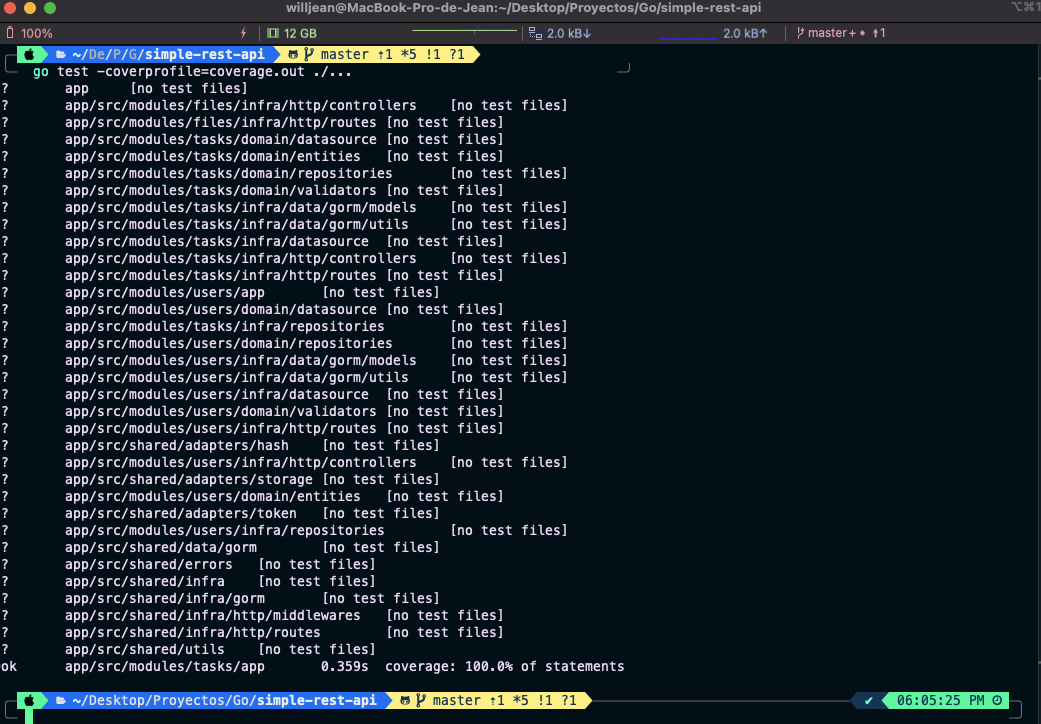 willjean@MacBook-Pro-de-Jean:~/Desktop/Proyectos/Go/simple-rest-api ⌥⌘1
100% 12 GB 2.0 kB↓ 2.0 kB↑ master+• ↑1
~/De/P/G/simple-rest-api master ↑1 *5 !1 ?1
go test -coverprofile=coverage.out ./...
? app [no test files]
? app/src/modules/files/infra/http/controllers [no test files]
? app/src/modules/files/infra/http/routes [no test files]
? app/src/modules/tasks/domain/datasource [no test files]
? app/src/modules/tasks/domain/entities [no test files]
? app/src/modules/tasks/domain/repositories [no test files]
? app/src/modules/tasks/domain/validators [no test files]
? app/src/modules/tasks/infra/data/gorm/models [no test files]
? app/src/modules/tasks/infra/data/gorm/utils [no test files]
? app/src/modules/tasks/infra/datasource [no test files]
? app/src/modules/tasks/infra/http/controllers [no test files]
? app/src/modules/tasks/infra/http/routes [no test files]
? app/src/modules/users/app [no test files]
? app/src/modules/users/domain/datasource [no test files]
? app/src/modules/tasks/infra/repositories [no test files]
? app/src/modules/users/domain/repositories [no test files]
? app/src/modules/users/infra/data/gorm/models [no test files]
? app/src/modules/users/infra/data/gorm/utils [no test files]
? app/src/modules/users/infra/datasource [no test files]
? app/src/modules/users/domain/validators [no test files]
? app/src/modules/users/infra/http/routes [no test files]
? app/src/shared/adapters/hash [no test files]
? app/src/modules/users/infra/http/controllers [no test files]
? app/src/shared/adapters/storage [no test files]
? app/src/modules/users/domain/entities [no test files]
? app/src/shared/adapters/token [no test files]
? app/src/modules/users/infra/repositories [no test files]
? app/src/shared/data/gorm [no test files]
? app/src/shared/errors [no test files]
? app/src/shared/infra [no test files]
? app/src/shared/infra/gorm [no test files]
? app/src/shared/infra/http/middlewares [no test files]
? app/src/shared/infra/http/routes [no test files]
? app/src/shared/utils [no test files]
ok app/src/modules/tasks/app 0.359s coverage: 100.0% of statements
~/Desktop/Proyectos/Go/simple-rest-api master ↑1 *5 !1 ?1 ✔ 06:05:25 PM